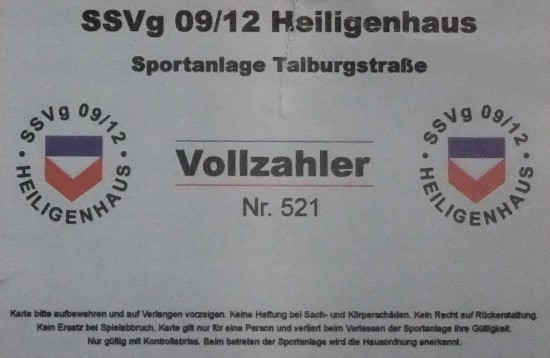 SSVg 09/12 Heiligenhaus
Sportanlage Talburgstraße
SSVg 09/12
HEILIGENHAUS
Vollzahler
Nr. 521
SSVg 09/12
HEILIGENHAUS
Karte bitte aufbewahren und auf Verlangen vorzeigen. Keine Haftung bei Sach- und Körperschäden. Kein Recht auf Rückerstattung.
Kein Ersatz bei Spielabbruch. Karte gilt nur für eine Person und verliert beim Verlassen der Sportanlage ihre Gültigkeit.
Nur gültig mit Kontrollabriss. Beim betreten der Sportanlage wird die Hausordnung anerkannt.